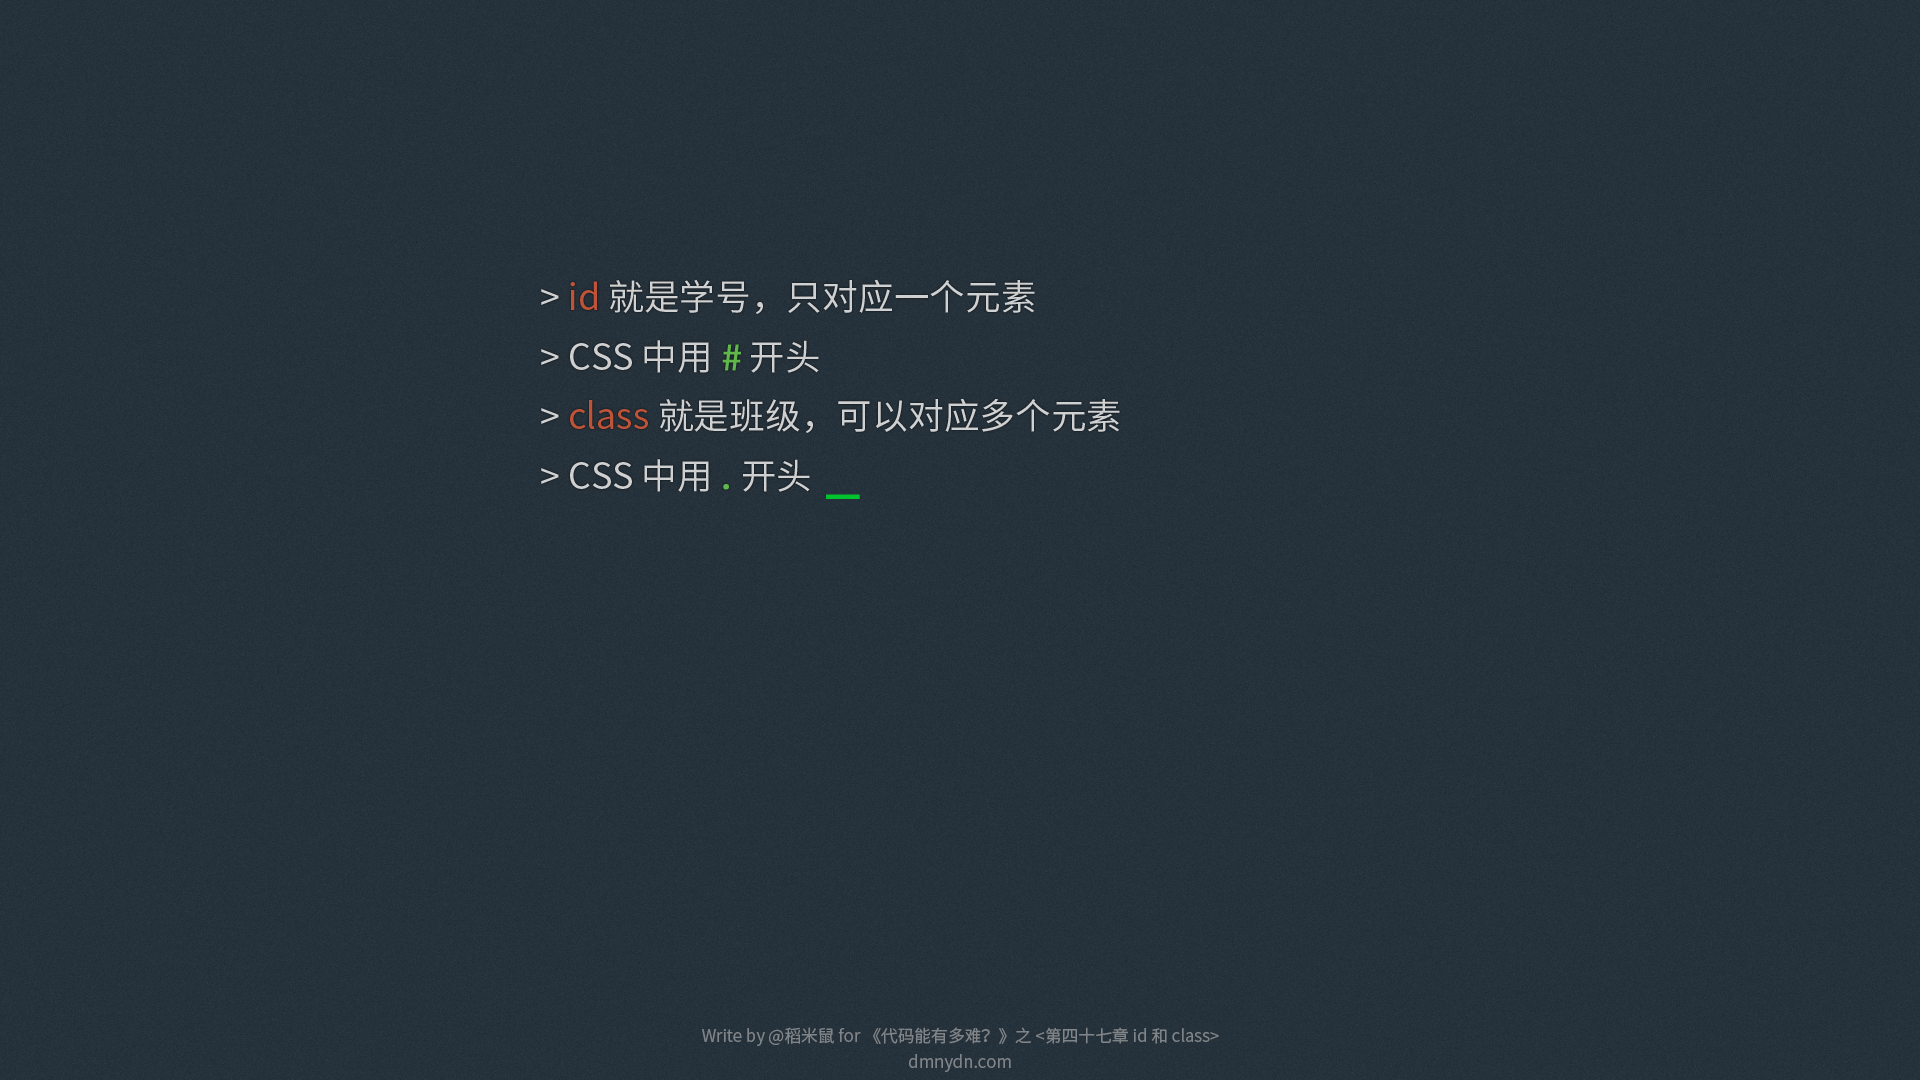 > id 就是学号，只对应一个元素
> CSS 中用 # 开头
> class 就是班级，可以对应多个元素
> CSS 中用 . 开头 _
Write by @稻米鼠 for 《代码能有多难？》之 <第四十七章 id 和 class>
dmnydn.com